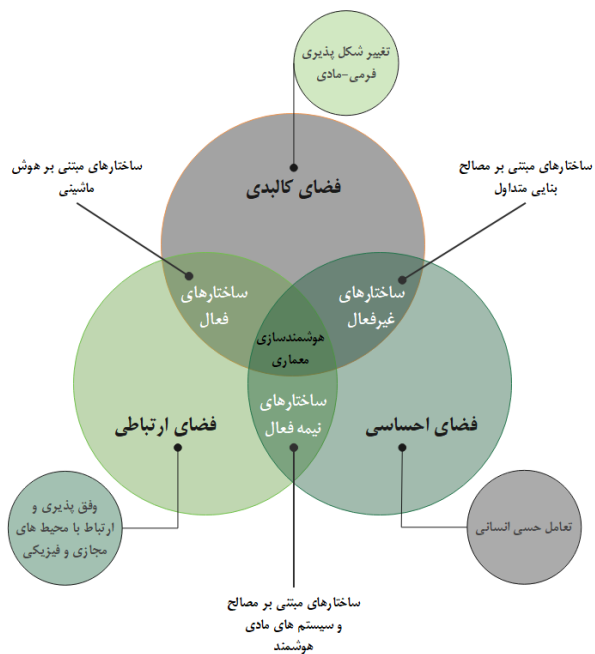 تغییر شکل پذیری
فرمی-مادی
ساختارهای مبتنی بر مصالح
بنایی متداول
ساختارهای مبتنی بر هوش
ماشینی
فضای کالبدی
ساختارهای
غیرفعال
ساختارهای
فعال
هوشمندسازی
معماری
ساختارهای
نیمه فعال
فضای احساسی
فضای ارتباطی
تعامل حسی انسانی
وفق پذیری و
ارتباط با محیط های
مجازی و فیزیکی
ساختارهای مبتنی بر مصالح
و سیستم های مادی
هوشمند